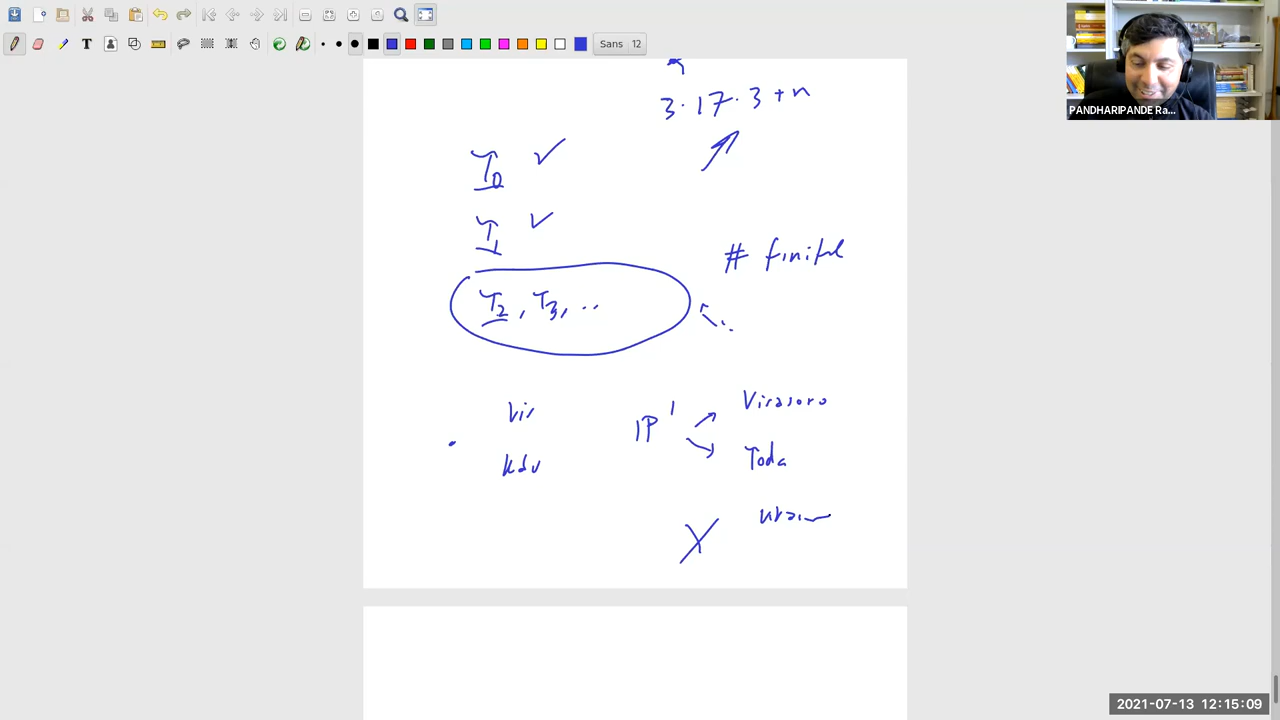 T
Sans 12
PANDHARIPANDE Ra...
3·17·3+n
T₀ ✓
T₁ ✓
# finite
T₂, T₃, ..
Vir
IP¹
Virasoro
Kdv
Toda
X
2021-07-13 12:15:09